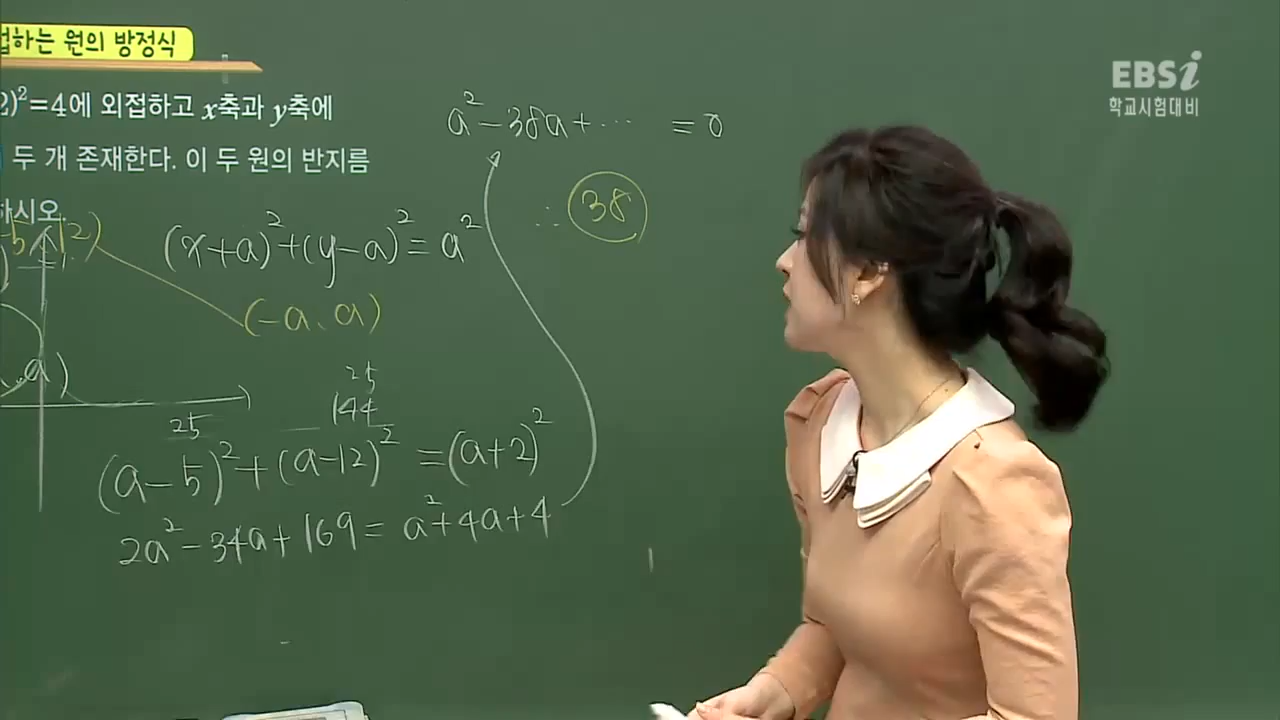 접하는 원의 방정식
EBSi
학교시험대비
2)²=4에 외접하고 x축과 y축에
두 개 존재한다. 이 두 원의 반지름
하시오.
a²-38a+… =0
∴ 38
5, 12)
(x+a)²+(y-a)²=a²
(-a, a)
, a)
25
144
25
(a-5)²+(a-12)²=(a+2)²
2a²-34a+169=a²+4a+4